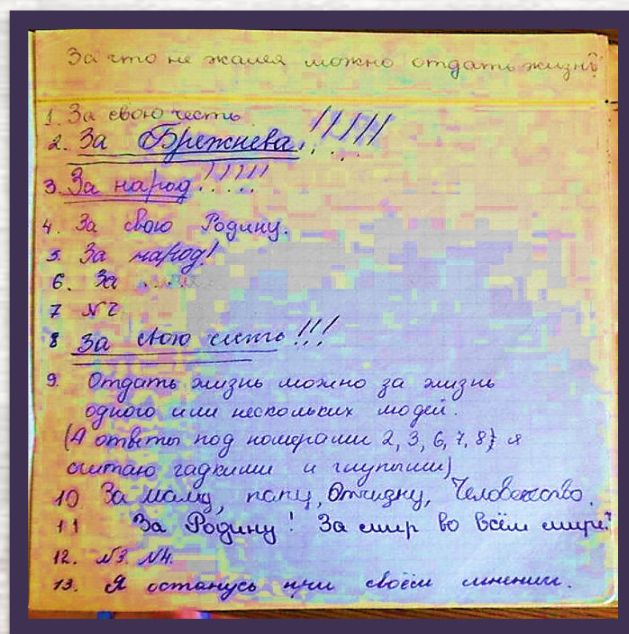 За что не жалея можно отдать жизнь?
1. За свою честь.
2. За Брежнева!!!!!
3. За народ!!!!!
4. За свою Родину.
5. За народ!
6. За
7 №2
8 За свою честь!!!
9. Отдать жизнь можно за жизнь
одного или нескольких людей.
(А ответы под номерами 2, 3, 6, 7, 8} я
считаю гадкими и глупыми)
10 За маму, папу, Отчизну, Человечество.
11 За Родину! За мир во всём мире!
12. №3. №4.
13. Я останусь при своём мнении.